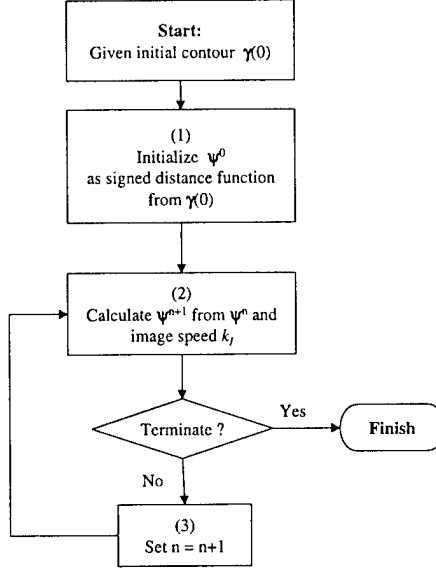 Start:
Given initial contour γ(0)
(1)
Initialize ψ⁰
as signed distance function
from γ(0)
(2)
Calculate ψⁿ⁺¹ from ψⁿ and
image speed k_I
Terminate ?
Yes
Finish
No
(3)
Set n = n+1